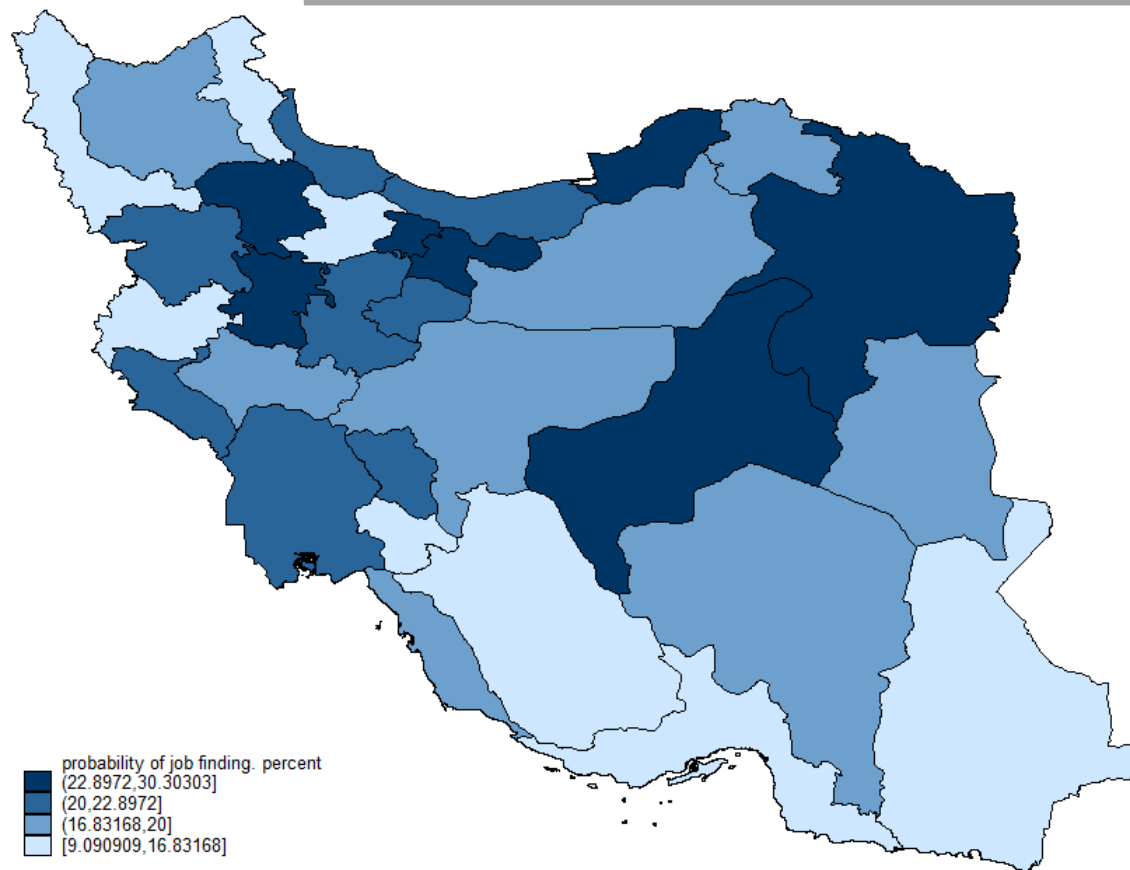 probability of job finding. percent
(22.8972,30.30303]
(20,22.8972]
(16.83168,20]
[9.090909,16.83168]